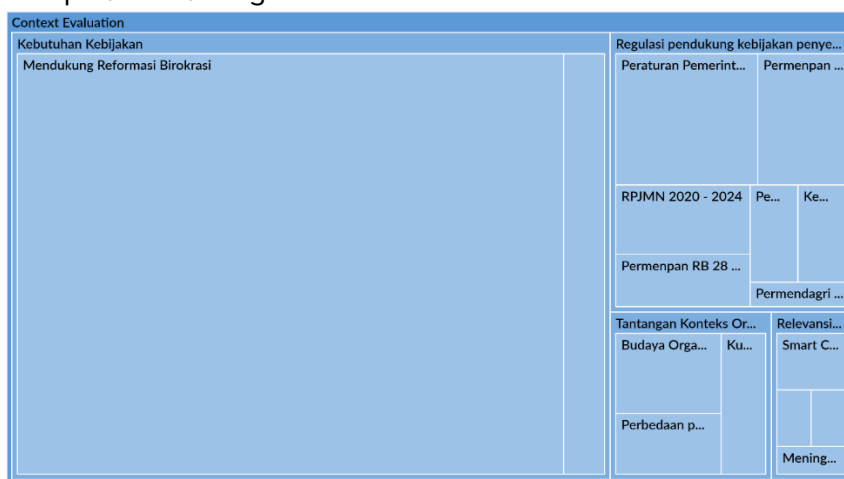 Context Evaluation
Kebutuhan Kebijakan
Mendukung Reformasi Birokrasi
Regulasi pendukung kebijakan penye...
Peraturan Pemerint...
Permenpan ...
RPJMN 2020 - 2024
Pe...
Ke...
Permenpan RB 28 ...
Permendagri ...
Tantangan Konteks Or...
Budaya Orga...
Ku...
Perbedaan p...
Relevansi...
Smart C...
Mening...